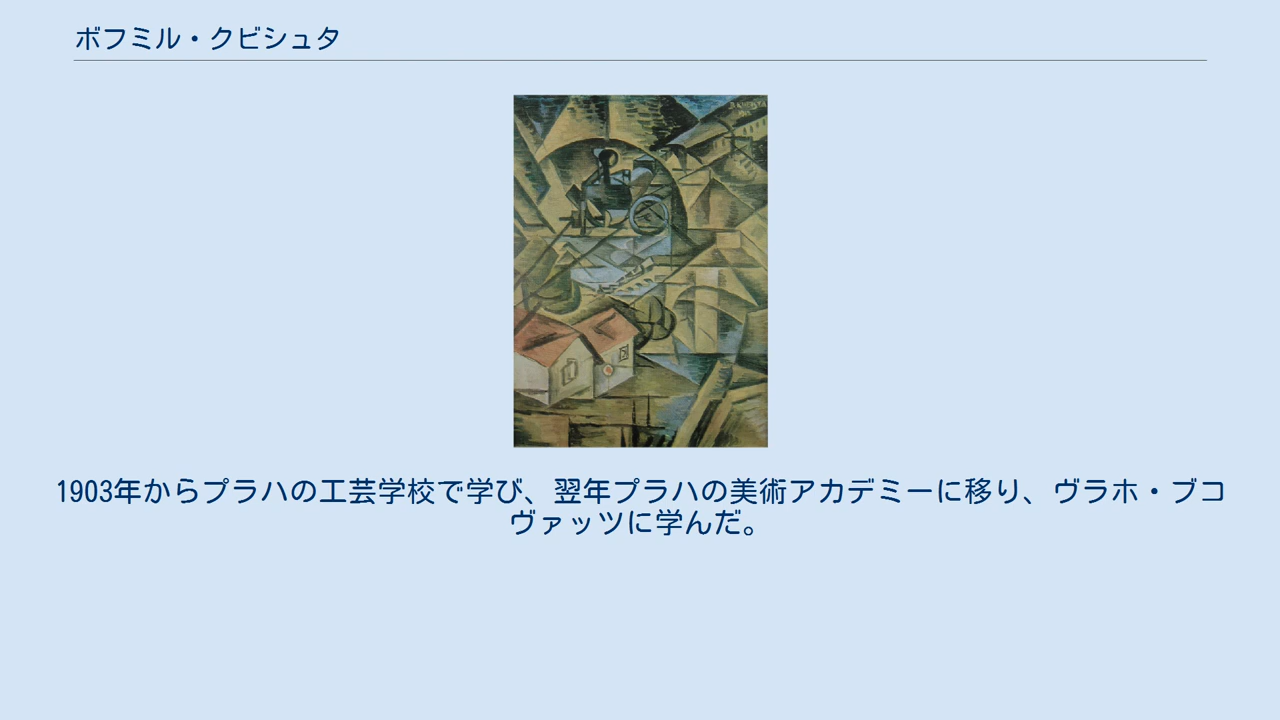 ボフミル・クビシュタ
1903年からプラハの工芸学校で学び、翌年プラハの美術アカデミーに移り、ヴラホ・ブコ
ヴァッツに学んだ。